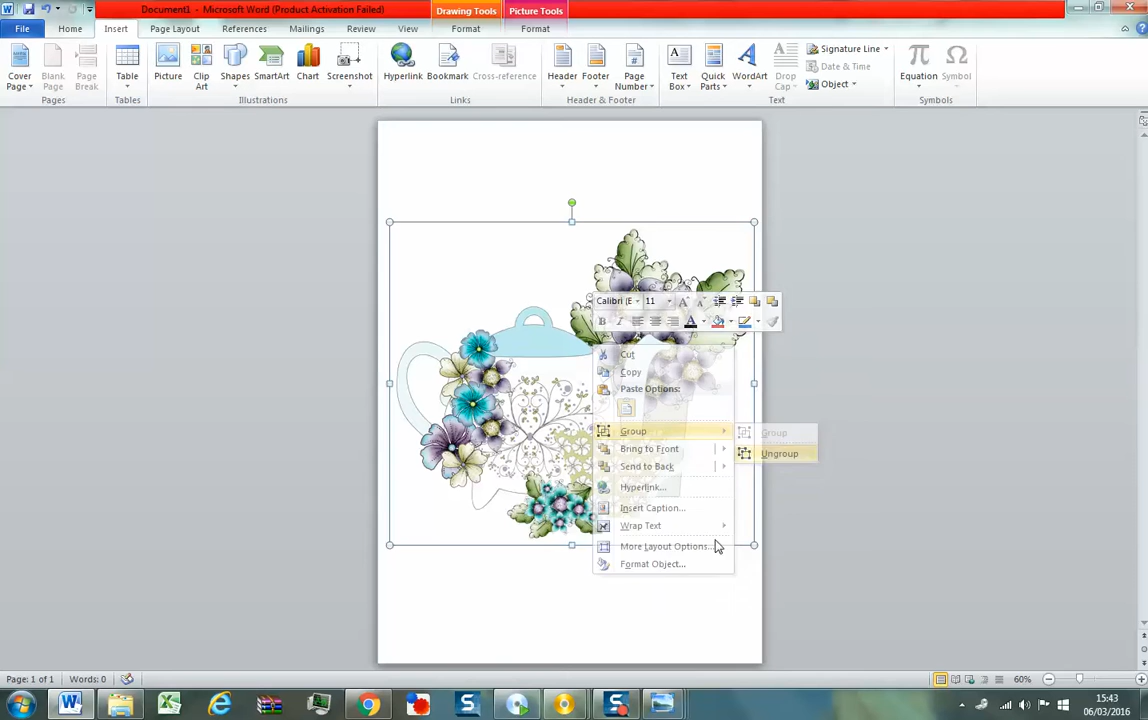 Document1 - Microsoft Word (Product Activation Failed)
Drawing Tools
Picture Tools
File
Home
Insert
Page Layout
References
Mailings
Review
View
Format
Format
Cover Page
Blank Page
Page Break
Table
Picture
Clip Art
Shapes
SmartArt
Chart
Screenshot
Hyperlink
Bookmark
Cross-reference
Header
Footer
Page Number
Text Box
Quick Parts
WordArt
Drop Cap
Signature Line
Date & Time
Object
Equation
Symbol
Pages
Tables
Illustrations
Links
Header & Footer
Text
Symbols
Calibri (E
11
Cut
Copy
Paste Options:
Group
Bring to Front
Send to Back
Hyperlink...
Insert Caption...
Wrap Text
More Layout Options...
Format Object...
Group
Ungroup
Page: 1 of 1
Words: 0
60%
15:43
06/03/2016